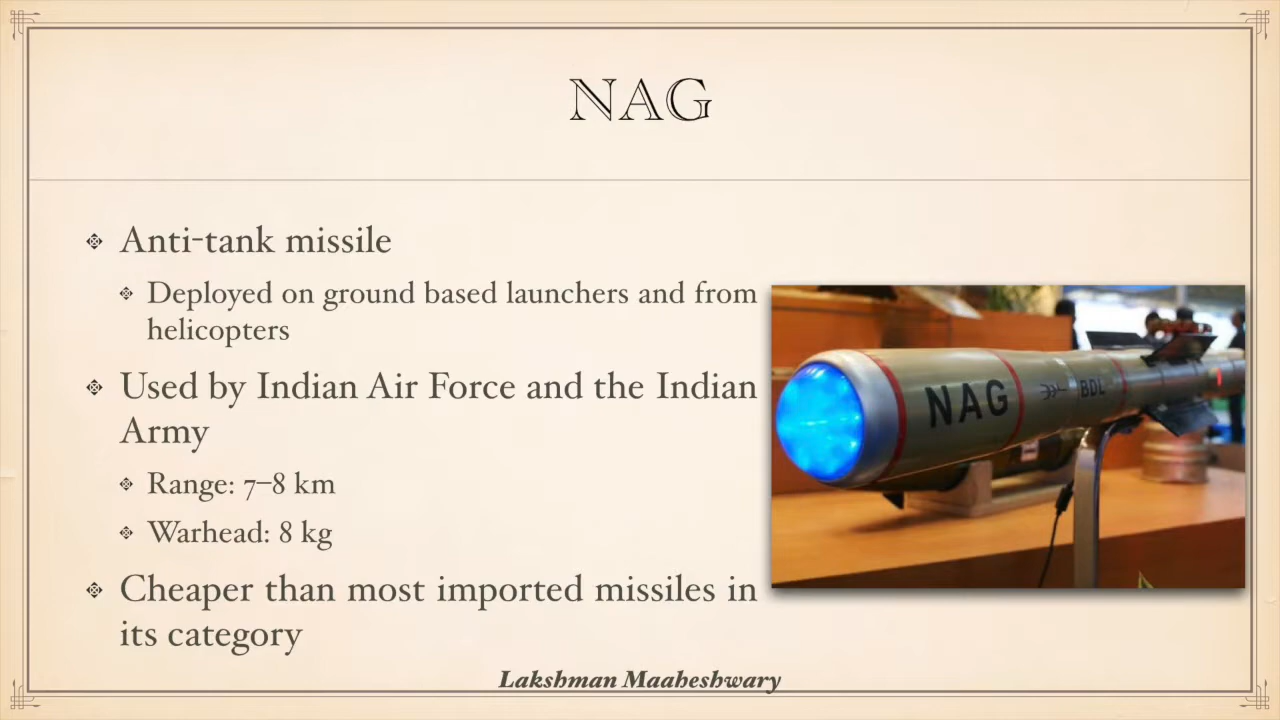 NAG
Anti-tank missile
Deployed on ground based launchers and from
helicopters
Used by Indian Air Force and the Indian
Army
Range: 7–8 km
Warhead: 8 kg
Cheaper than most imported missiles in
its category
NAG BDL
Lakshman Maaheshwary